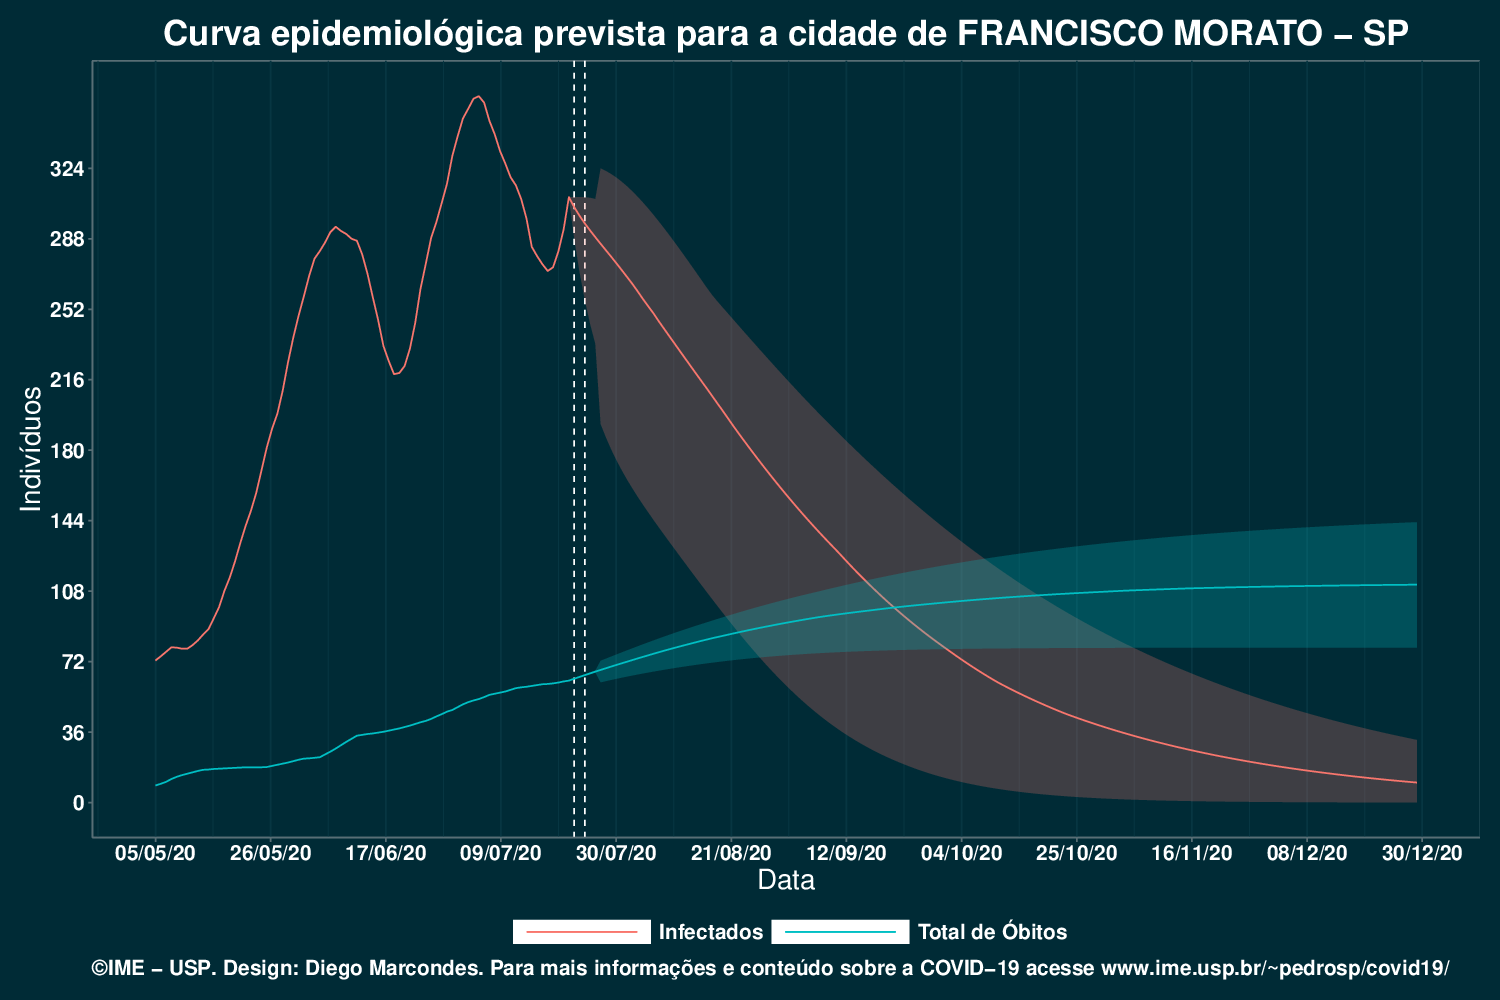 Curva epidemiológica prevista para a cidade de FRANCISCO MORATO – SP
Indivíduos
324
288
252
216
180
144
108
72
36
0
05/05/20 26/05/20 17/06/20 09/07/20 30/07/20 21/08/20 12/09/20 04/10/20 25/10/20 16/11/20 08/12/20 30/12/20
Data
Infectados Total de Óbitos
©IME – USP. Design: Diego Marcondes. Para mais informações e conteúdo sobre a COVID–19 acesse www.ime.usp.br/~pedrosp/covid19/